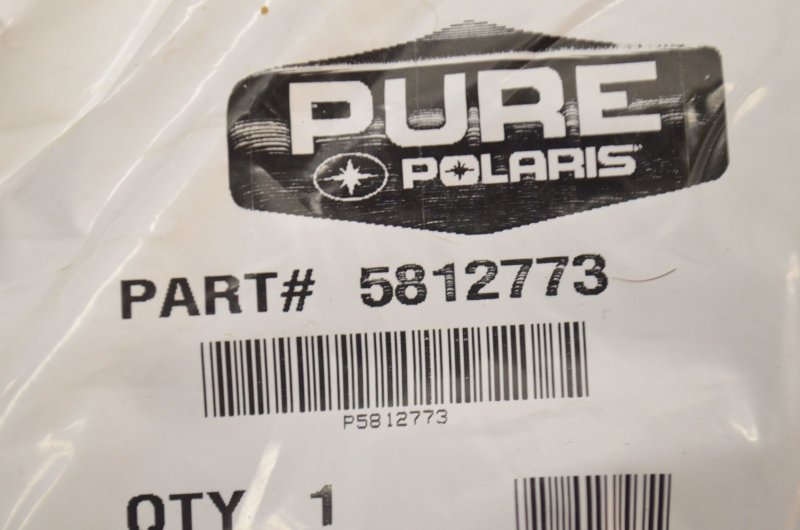 PURE
POLARIS
PART# 5812773
P5812773
QTY 1